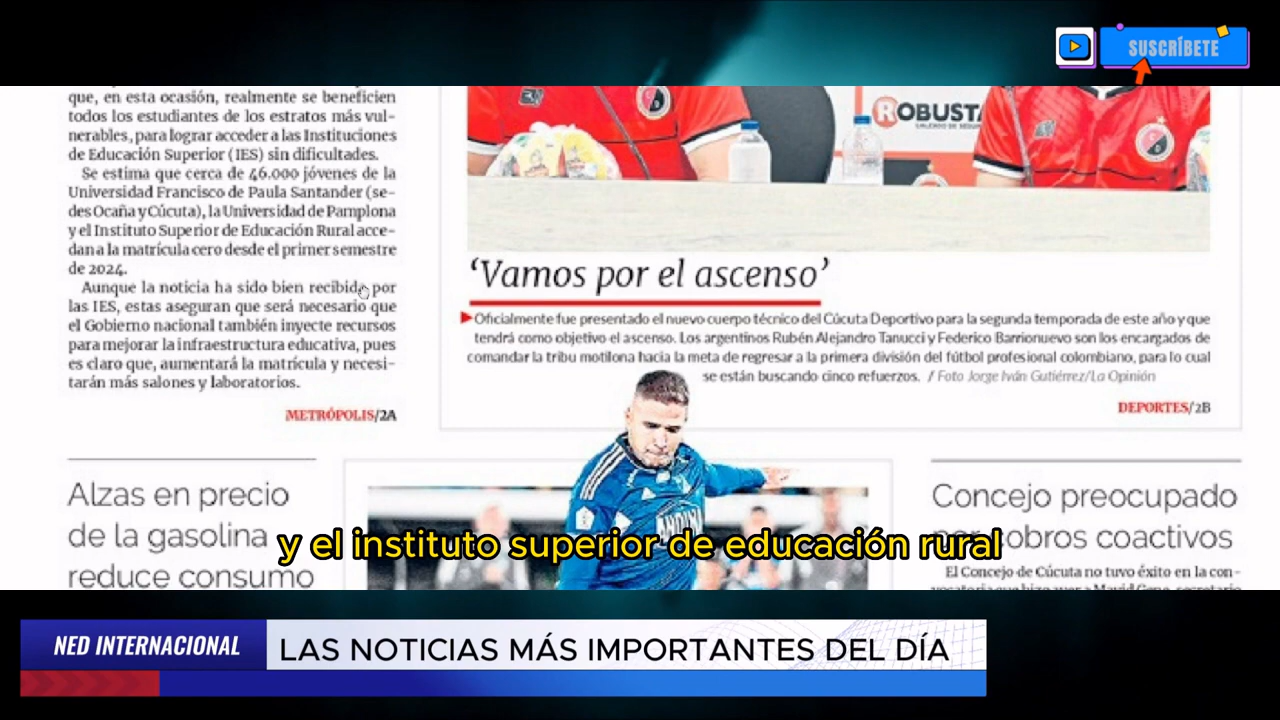 SUSCRÍBETE
que, en esta ocasión, realmente se beneficien
todos los estudiantes de los estratos más vul-
nerables, para lograr acceder a las Instituciones
de Educación Superior (IES) sin dificultades.
Se estima que cerca de 46.000 jóvenes de la
Universidad Francisco de Paula Santander (se-
des Ocaña y Cúcuta), la Universidad de Pamplona
y el Instituto Superior de Educación Rural acce-
dan a la matrícula cero desde el primer semestre
de 2024.
Aunque la noticia ha sido bien recibida por
las IES, estas aseguran que será necesario que
el Gobierno nacional también inyecte recursos
para mejorar la infraestructura educativa, pues
es claro que, aumentará la matrícula y necesi-
tarán más salones y laboratorios.
METRÓPOLIS/2A
ROBUSTA
‘Vamos por el ascenso’
Oficialmente fue presentado el nuevo cuerpo técnico del Cúcuta Deportivo para la segunda temporada de este año y que
tendrá como objetivo el ascenso. Los argentinos Rubén Alejandro Tanucci y Federico Barrionuevo son los encargados de
comandar la tribu motilona hacia la meta de regresar a la primera división del fútbol profesional colombiano, para lo cual
se están buscando cinco refuerzos. / Foto Jorge Iván Gutiérrez/La Opinión
DEPORTES/2B
Alzas en precio
de la gasolina
reduce consumo
Concejo preocupado
cobros coactivos
El Concejo de Cúcuta no tuvo éxito en la con-
y el instituto superior de educación rural
NED INTERNACIONAL
LAS NOTICIAS MÁS IMPORTANTES DEL DÍA